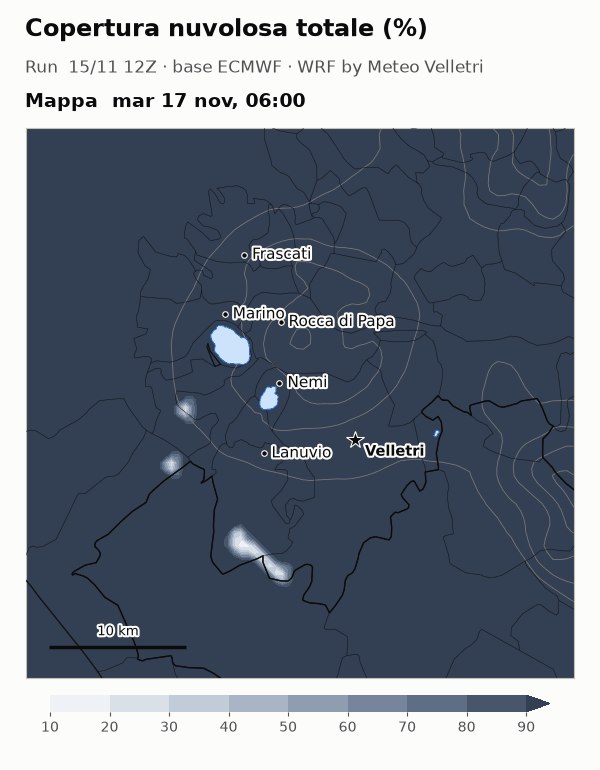 Copertura nuvolosa totale (%)
Run  15/11 12Z · base ECMWF · WRF by Meteo Velletri
Mappa  mar 17 nov, 06:00
Frascati
Marino
Rocca di Papa
Nemi
Velletri
Lanuvio
10 km
10 20 30 40 50 60 70 80 90